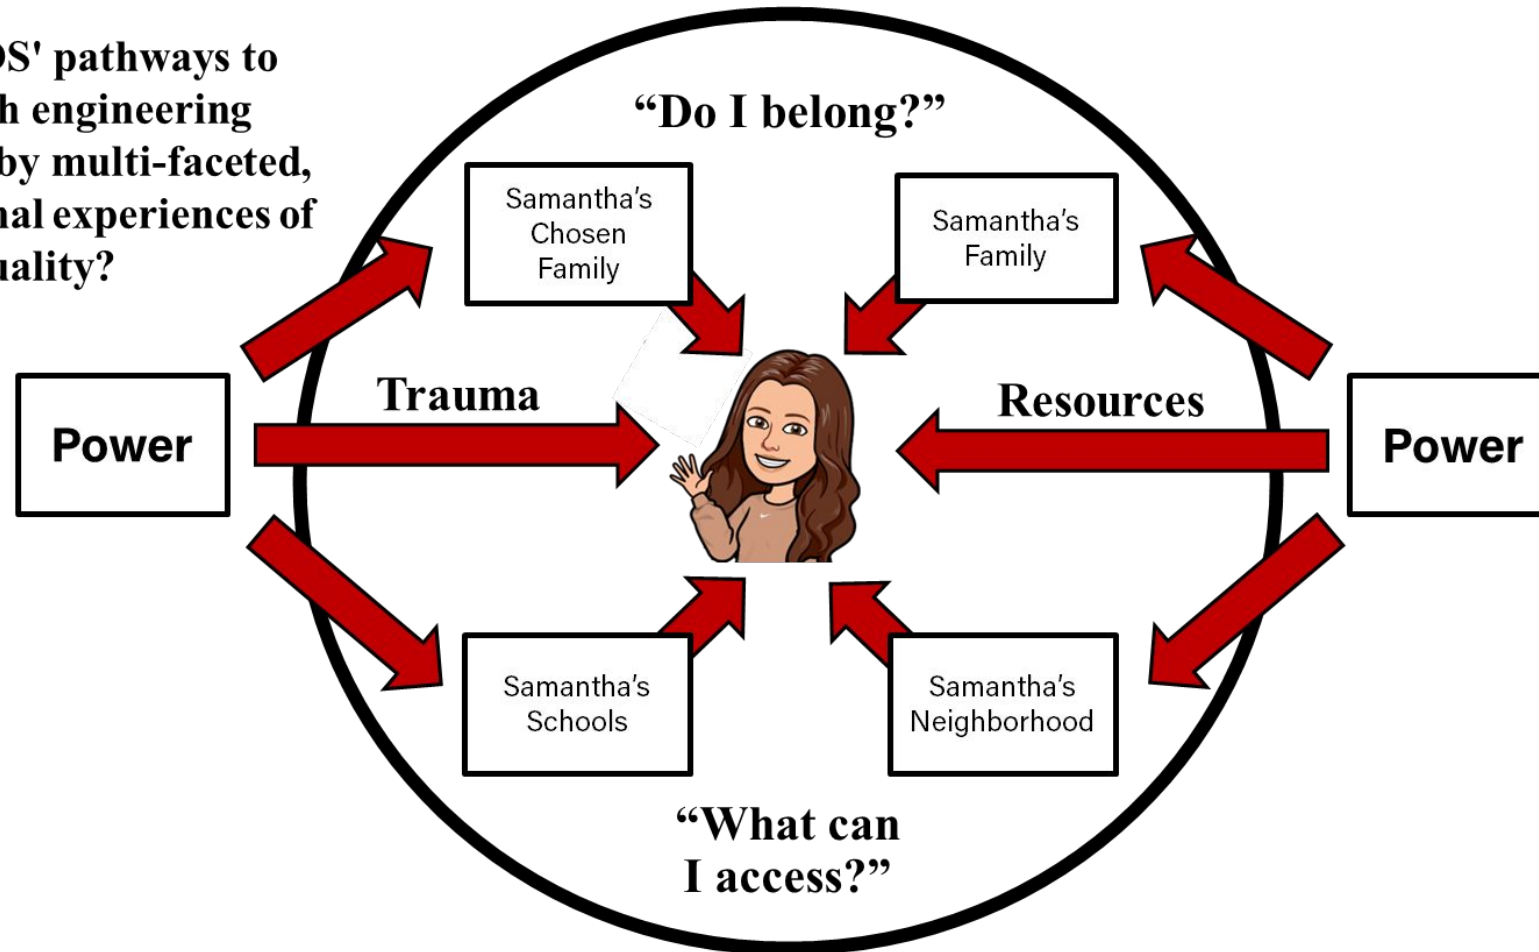 OS' pathways to
h engineering
by multi-faceted,
nal experiences of
uality?
“Do I belong?”
Samantha’s
Chosen
Family
Samantha’s
Family
Trauma
Resources
Power
Power
Samantha’s
Schools
Samantha’s
Neighborhood
“What can
I access?”